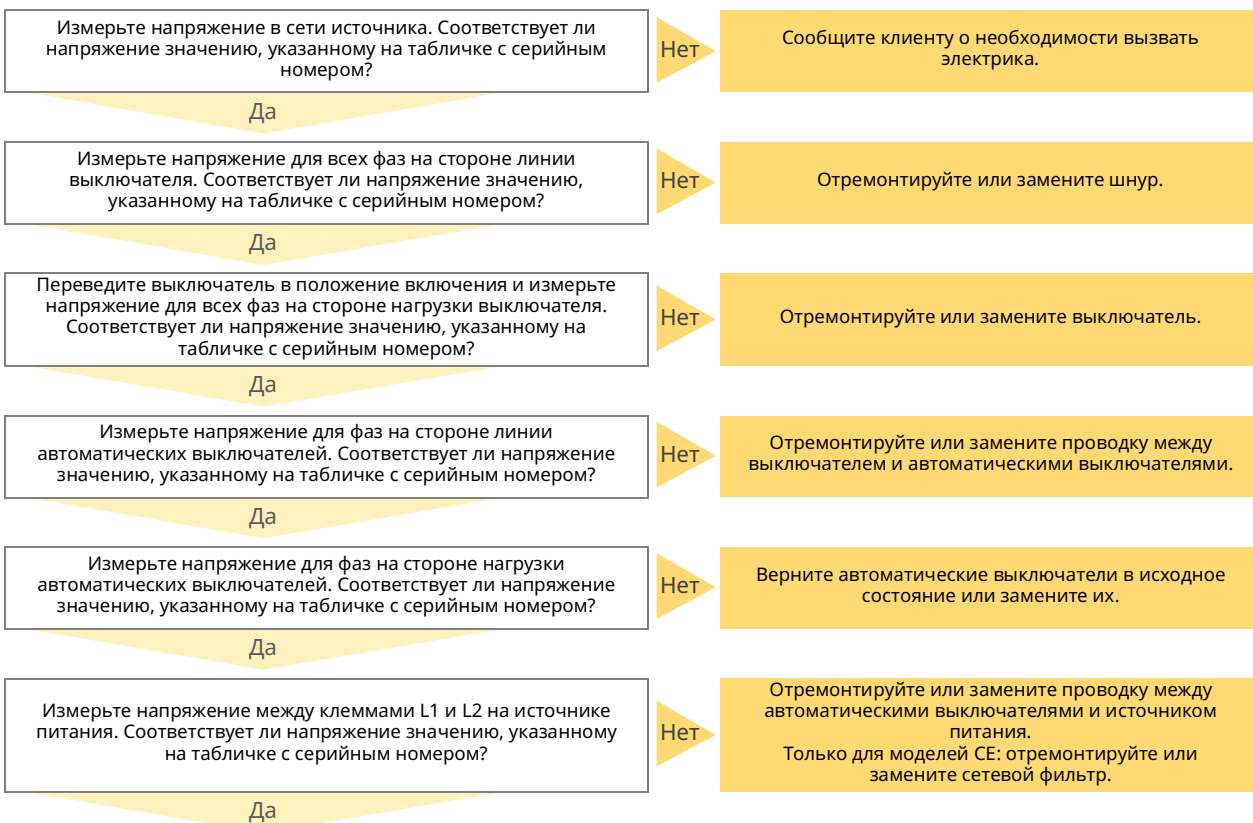 Измерьте напряжение в сети источника. Соответствует ли
напряжение значению, указанному на табличке с серийным
номером?
Нет
Сообщите клиенту о необходимости вызвать
электрика.
Да
Измерьте напряжение для всех фаз на стороне линии
выключателя. Соответствует ли напряжение значению,
указанному на табличке с серийным номером?
Нет
Отремонтируйте или замените шнур.
Да
Переведите выключатель в положение включения и измерьте
напряжение для всех фаз на стороне нагрузки выключателя.
Соответствует ли напряжение значению, указанному на
табличке с серийным номером?
Нет
Отремонтируйте или замените выключатель.
Да
Измерьте напряжение для фаз на стороне линии
автоматических выключателей. Соответствует ли напряжение
значению, указанному на табличке с серийным номером?
Нет
Отремонтируйте или замените проводку между
выключателем и автоматическими выключателями.
Да
Измерьте напряжение для фаз на стороне нагрузки
автоматических выключателей. Соответствует ли напряжение
значению, указанному на табличке с серийным номером?
Нет
Верните автоматические выключатели в исходное
состояние или замените их.
Да
Измерьте напряжение между клеммами L1 и L2 на источнике
питания. Соответствует ли напряжение значению, указанному
на табличке с серийным номером?
Нет
Отремонтируйте или замените проводку между
автоматическими выключателями и источником
питания.
Только для моделей CE: отремонтируйте или
замените сетевой фильтр.
Да